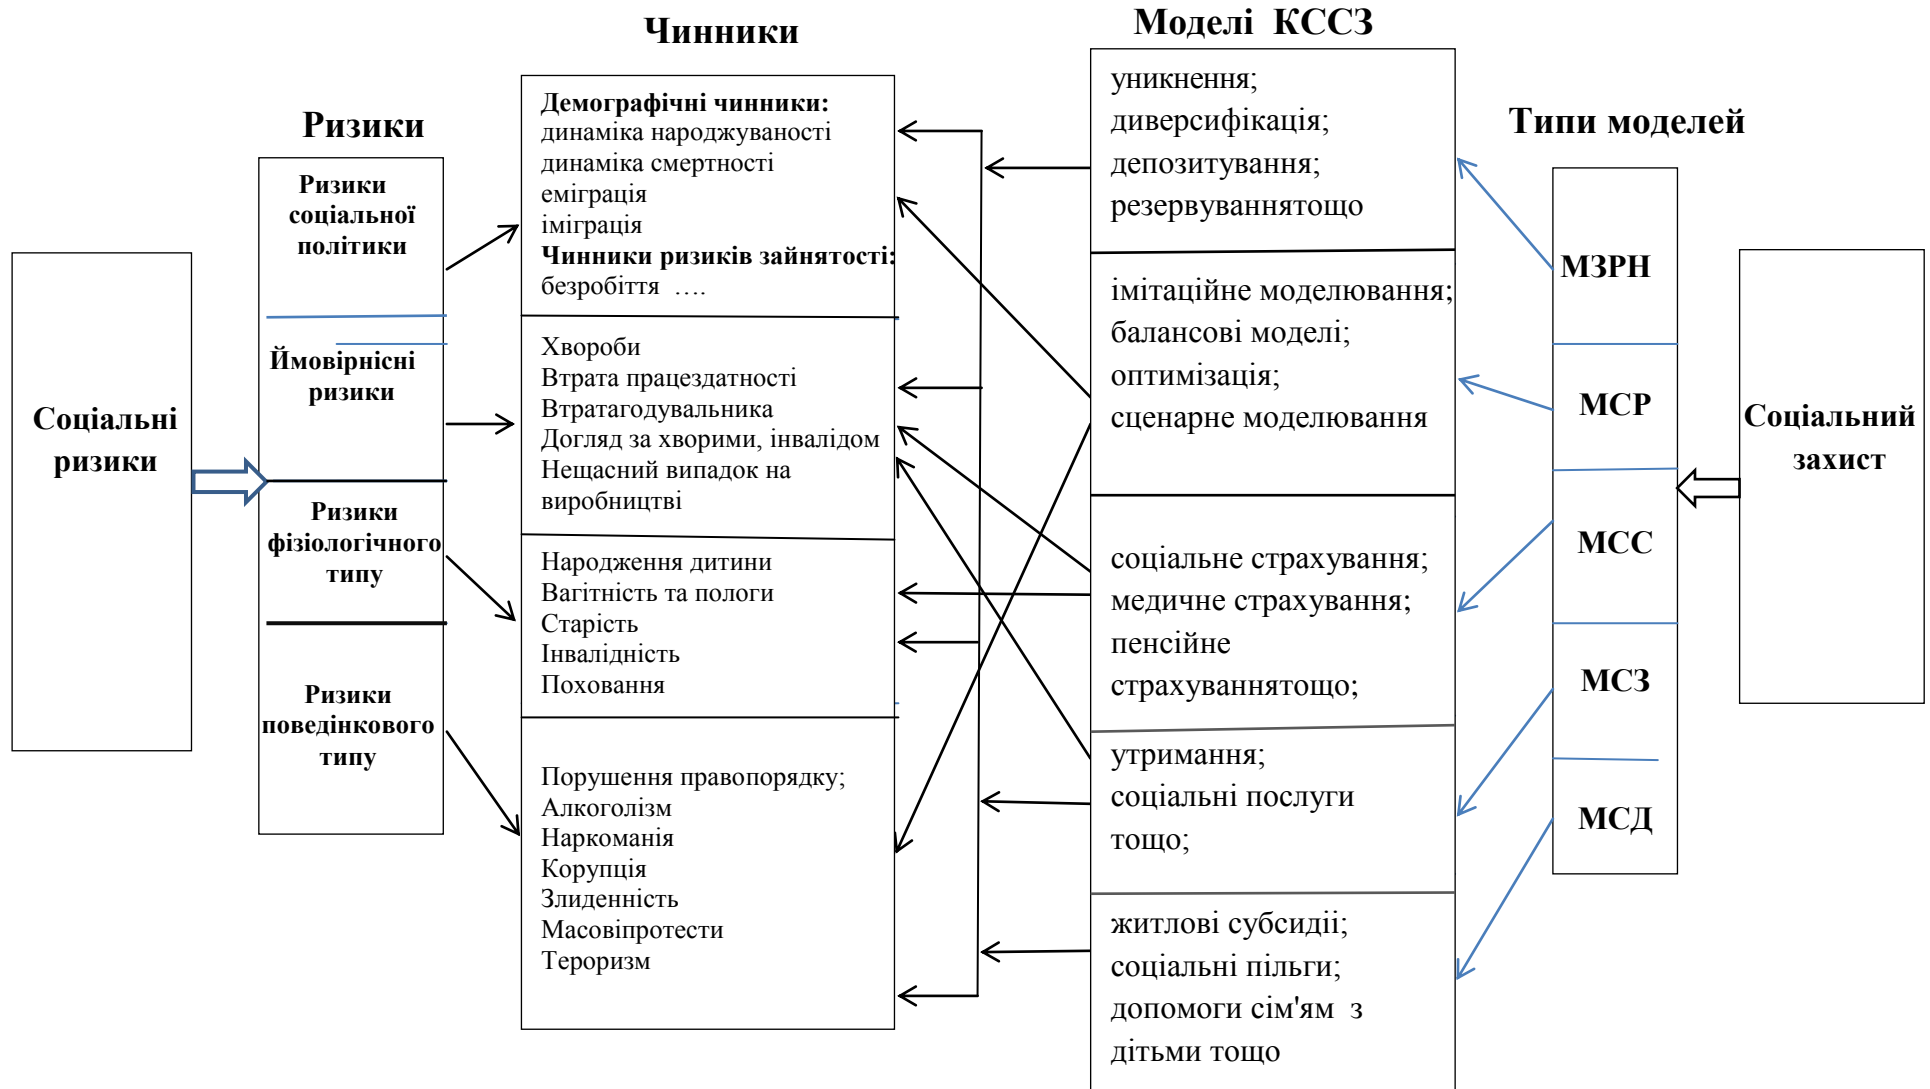 Соціальні
ризики
Ризики
Ризики
соціальної
політики
Ймовірнісні
ризики
Ризики
фізіологічного
типу
Ризики
поведінкового
типу
Чинники
Демографічні чинники:
динаміка народжуваності
динаміка смертності
еміграція
іміграція
Чинники ризиків зайнятості:
безробіття ….
Хвороби
Втрата працездатності
Втратагодувальника
Догляд за хворими, інвалідом
Нещасний випадок на
виробництві
Народження дитини
Вагітність та пологи
Старість
Інвалідність
Поховання
Порушення правопорядку;
Алкоголізм
Наркоманія
Корупція
Злиденність
Масовіпротести
Тероризм
Моделі КССЗ
уникнення;
диверсифікація;
депозитування;
резервуваннятощо
імітаційне моделювання;
балансові моделі;
оптимізація;
сценарне моделювання
соціальне страхування;
медичне страхування;
пенсійне
страхуваннятощо;
утримання;
соціальні послуги
тощо;
житлові субсидіі;
соціальні пільги;
допомоги сім'ям з
дітьми тощо
Типи моделей
МЗРН
МСР
МСС
МСЗ
МСД
Соціальний
захист